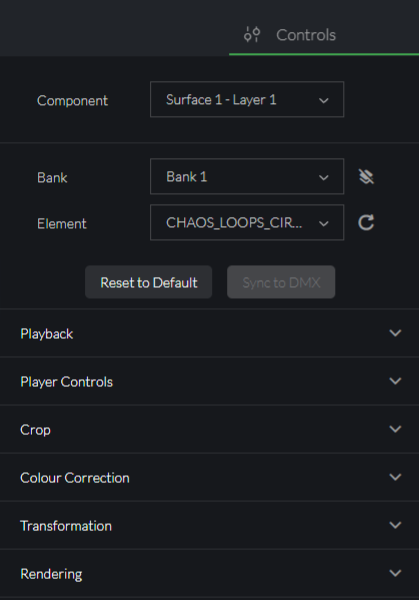 Controls
Component
Surface 1 - Layer 1
Bank
Bank 1
Element
CHAOS_LOOPS_CIR...
Reset to Default
Sync to DMX
Playback
Player Controls
Crop
Colour Correction
Transformation
Rendering